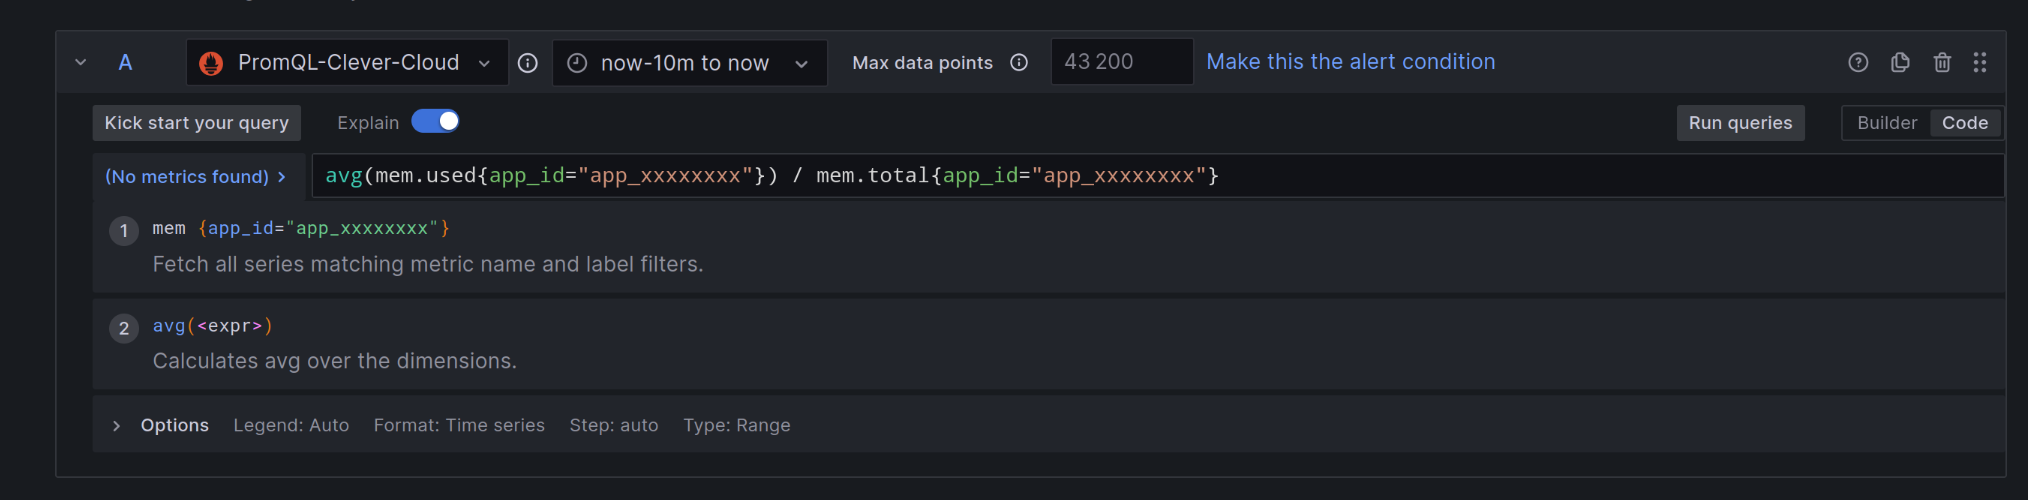 A PromQL-Clever-Cloud now-10m to now Max data points 43 200 Make this the alert condition
Kick start your query Explain Run queries Builder Code
(No metrics found) > avg(mem.used{app_id="app_xxxxxxxx"}) / mem.total{app_id="app_xxxxxxxx"}
1 mem {app_id="app_xxxxxxxx"}
Fetch all series matching metric name and label filters.
2 avg(<expr>)
Calculates avg over the dimensions.
> Options Legend: Auto Format: Time series Step: auto Type: Range